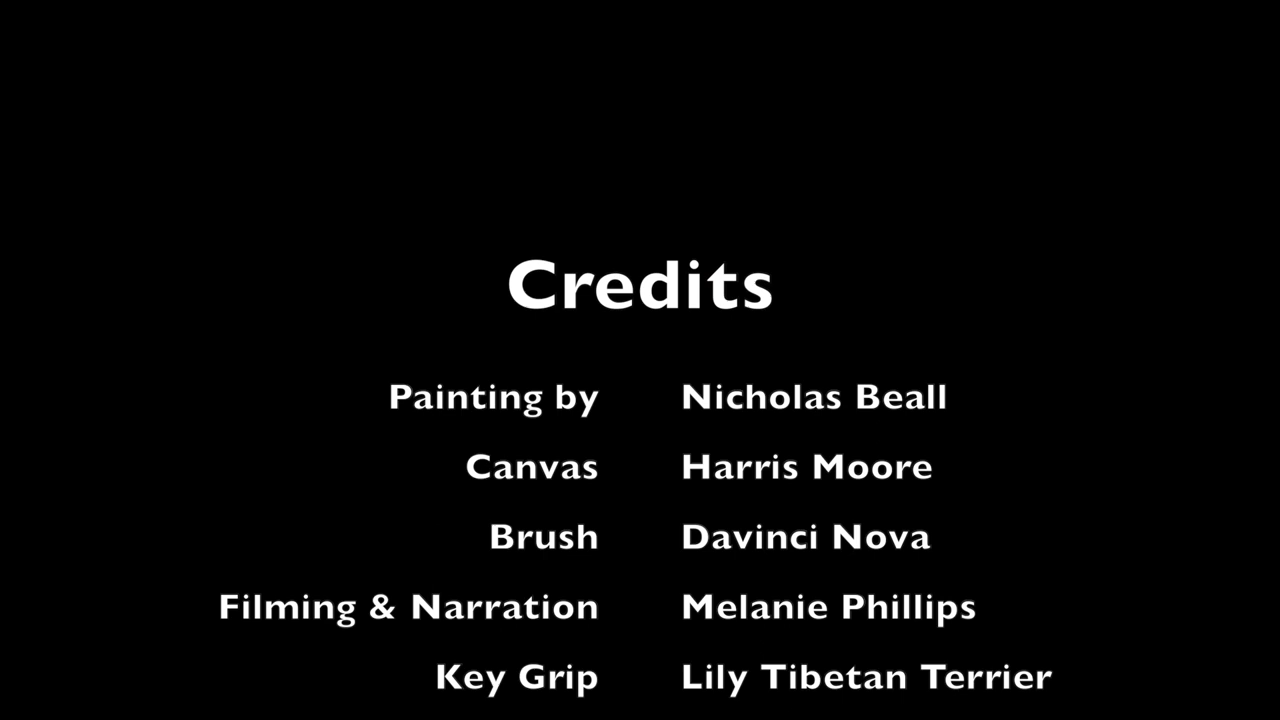 Credits
Painting by Nicholas Beall
Canvas Harris Moore
Brush Davinci Nova
Filming & Narration Melanie Phillips
Key Grip Lily Tibetan Terrier